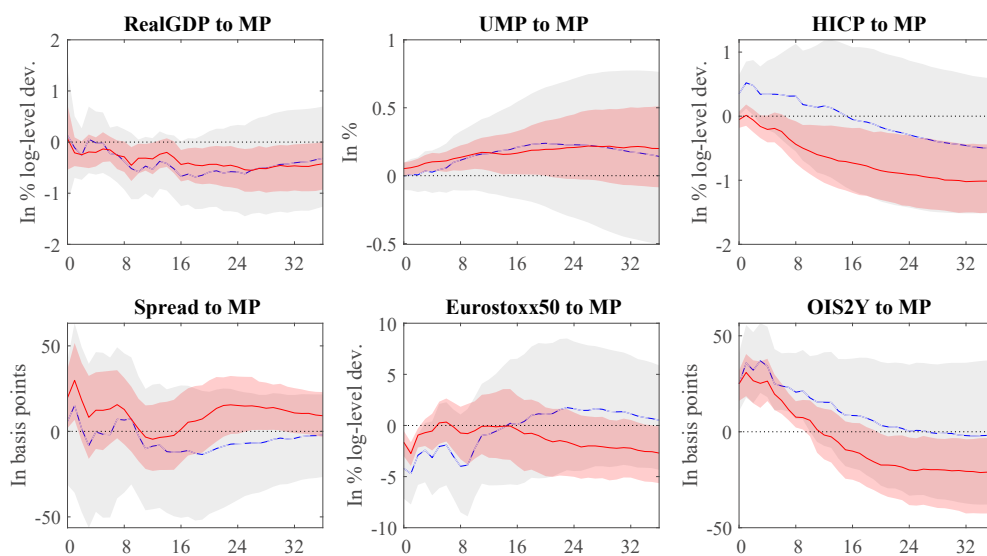 RealGDP to MP
In % log-level dev.
2
1
0
-1
-2
0 8 16 24 32
UMP to MP
In %
1
0.5
0
-0.5
0 8 16 24 32
HICP to MP
In % log-level dev.
1
0
-1
-2
0 8 16 24 32
Spread to MP
In basis points
50
0
-50
0 8 16 24 32
Eurostoxx50 to MP
In % log-level dev.
10
5
0
-5
-10
0 8 16 24 32
OIS2Y to MP
In basis points
50
0
-50
0 8 16 24 32